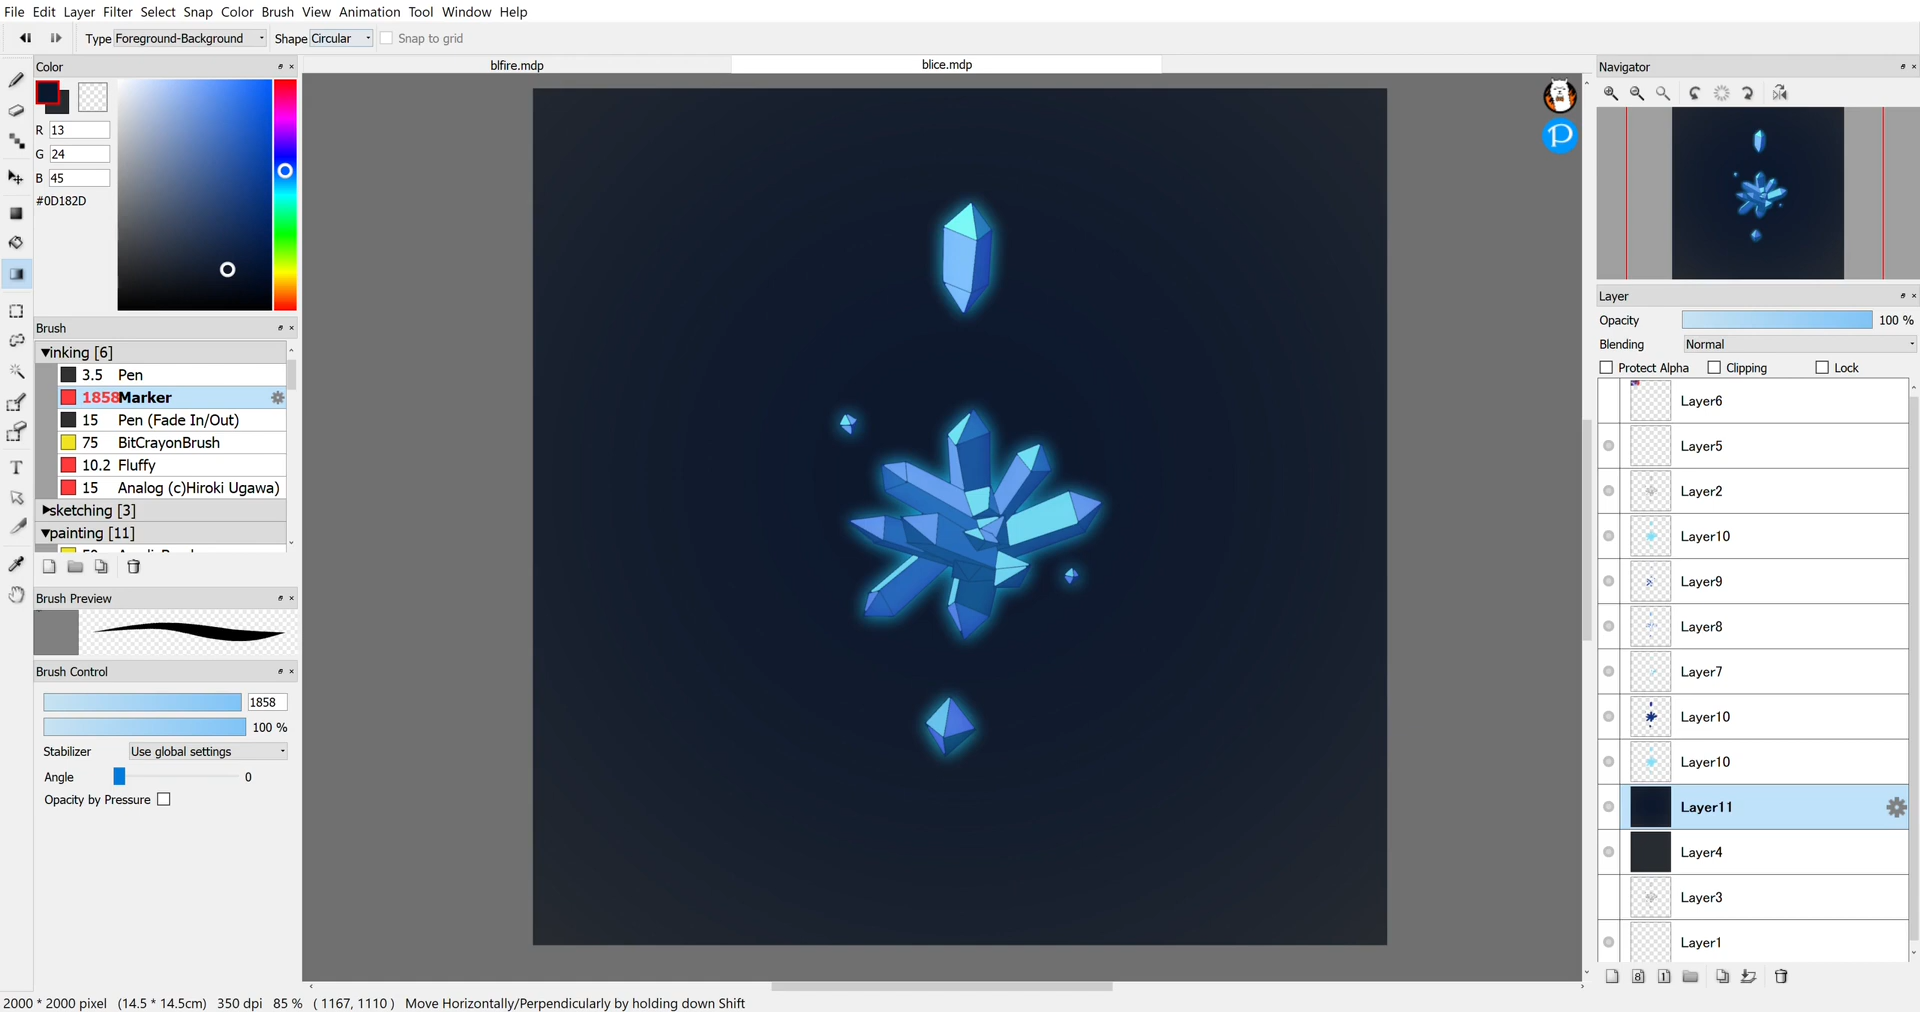 File Edit Layer Filter Select Snap Color Brush View Animation Tool Window Help
Type Foreground-Background Shape Circular Snap to grid
Color
blfire.mdp
blice.mdp
Navigator
R 13
G 24
B 45
#0D182D
P
Brush
inking [6]
3.5 Pen
1858 Marker
15 Pen (Fade In/Out)
75 BitCrayonBrush
10.2 Fluffy
15 Analog (c)Hiroki Ugawa)
sketching [3]
painting [11]
Brush Preview
Brush Control
1858
100 %
Stabilizer Use global settings
Angle 0
Opacity by Pressure
Layer
Opacity 100 %
Blending Normal
Protect Alpha Clipping Lock
Layer6
Layer5
Layer2
Layer10
Layer9
Layer8
Layer7
Layer10
Layer10
Layer11
Layer4
Layer3
Layer1
8 1
2000 * 2000 pixel (14.5 * 14.5cm) 350 dpi 85 % ( 1167, 1110 ) Move Horizontally/Perpendicularly by holding down Shift